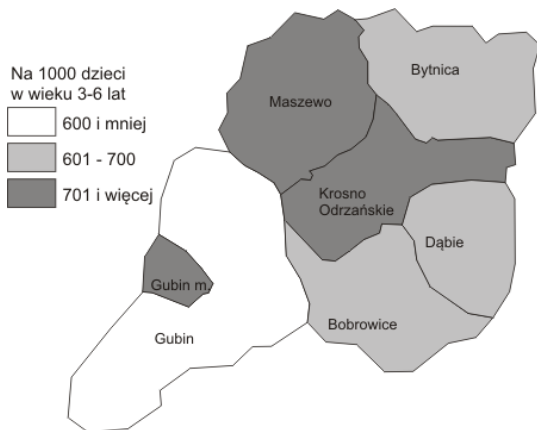 Na 1000 dzieci
w wieku 3-6 lat
600 i mniej
601 - 700
701 i więcej
Bytnica
Maszewo
Krosno
Odrzańskie
Dąbie
Gubin m.
Bobrowice
Gubin